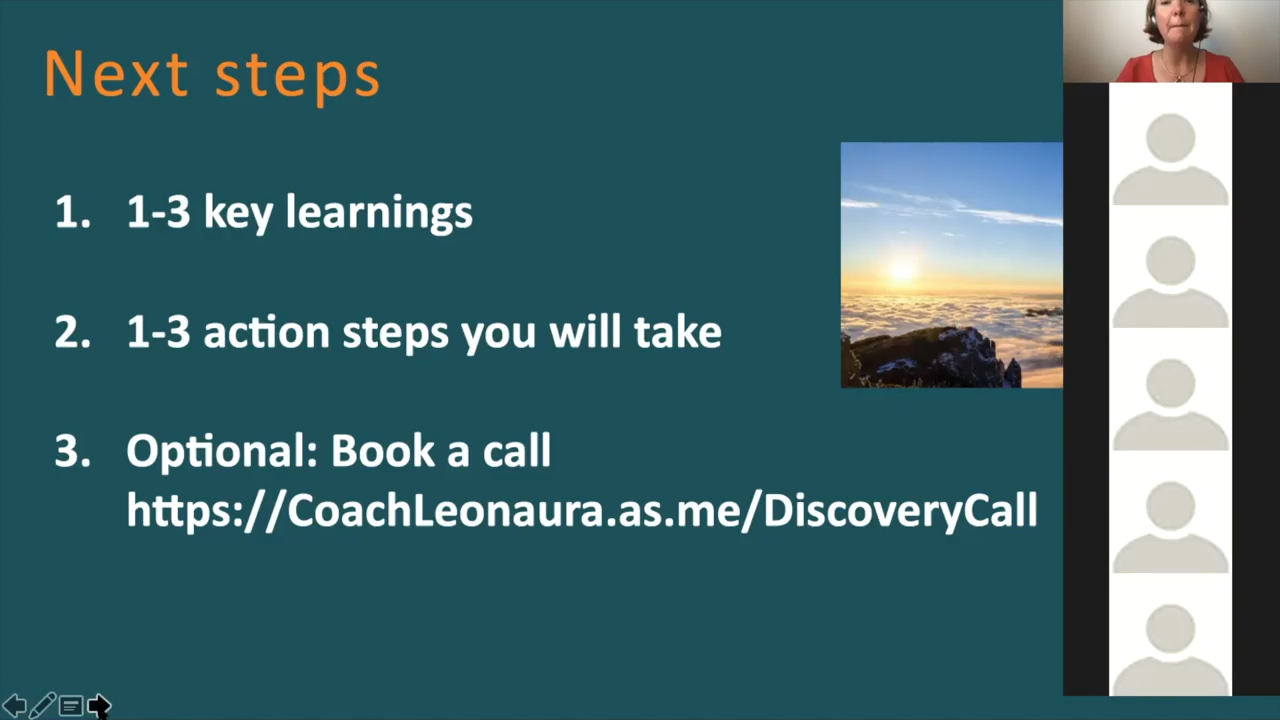 Next steps
1. 1-3 key learnings
2. 1-3 action steps you will take
3. Optional: Book a call
https://CoachLeonaura.as.me/DiscoveryCall